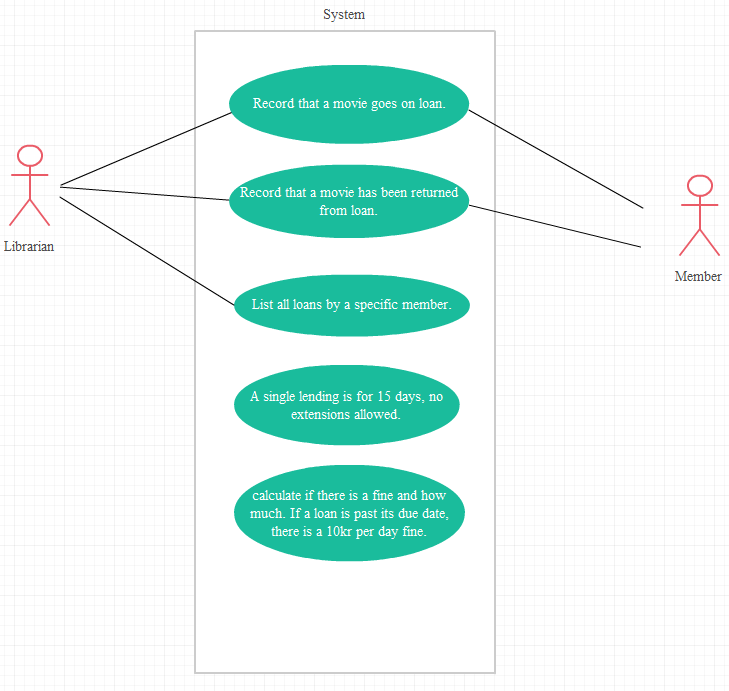 System
Record that a movie goes on loan.
Record that a movie has been returned
from loan.
Librarian
Member
List all loans by a specific member.
A single lending is for 15 days, no
extensions allowed.
calculate if there is a fine and how
much. If a loan is past its due date,
there is a 10kr per day fine.